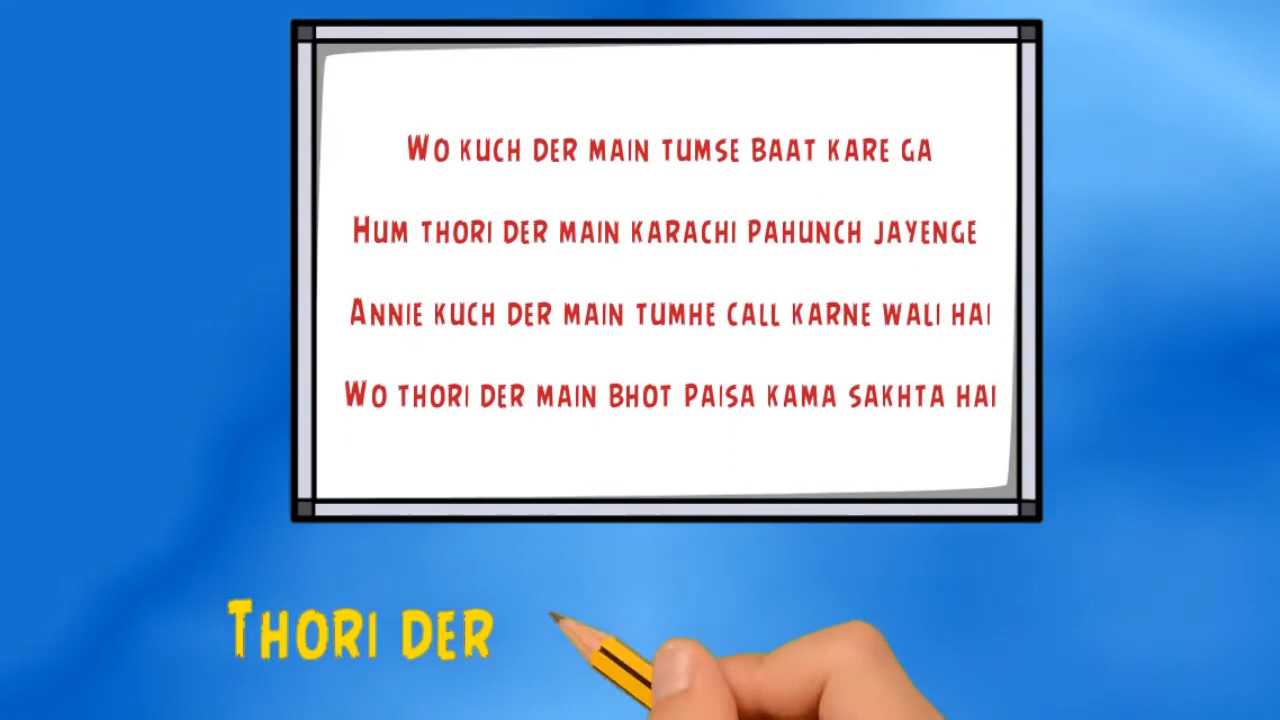 Wo kuch der main tumse baat kare ga
Hum thori der main Karachi pahunch jayenge
Annie kuch der main tumhe call karne wali hai
Wo thori der main bhot paisa kama sakhta hai
Thori der